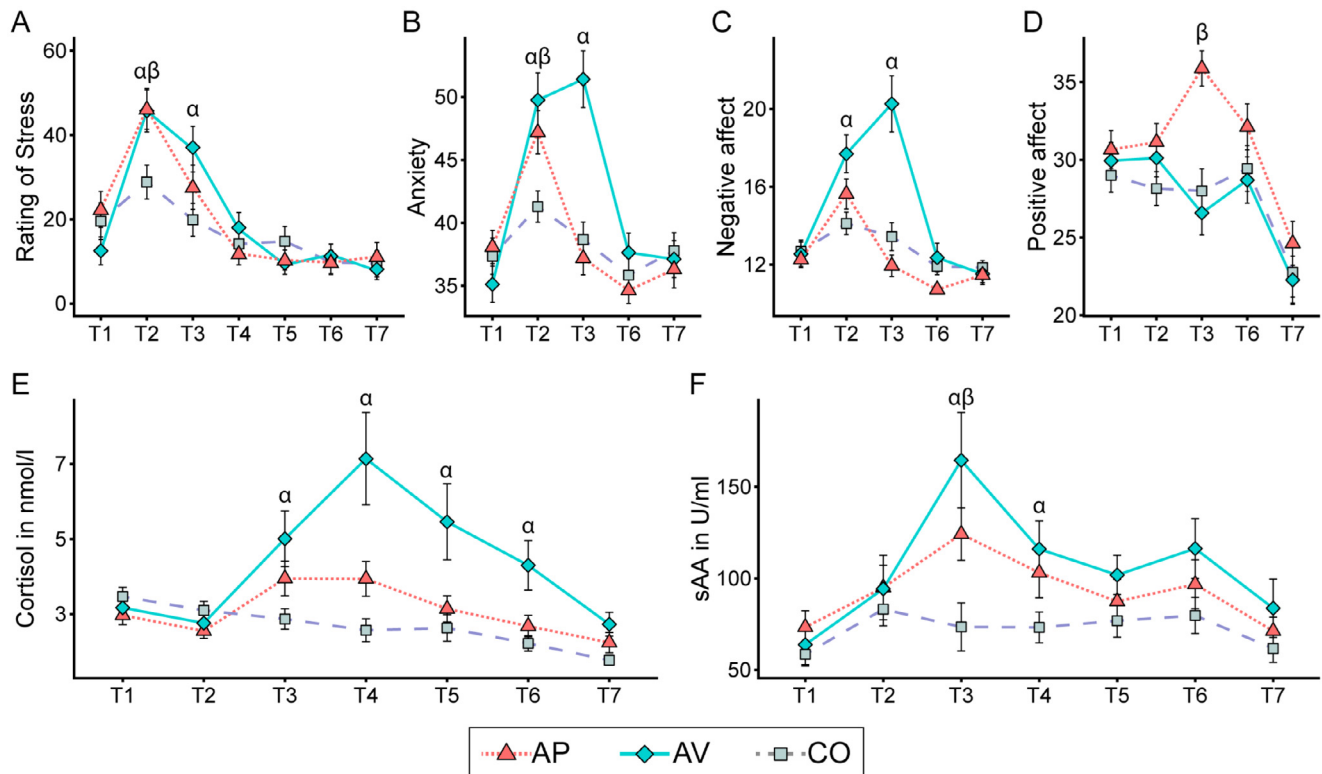 A
Rating of Stress
60
40
20
0
αβ
α
T1 T2 T3 T4 T5 T6 T7
B
Anxiety
50
45
40
35
αβ
α
T1 T2 T3 T6 T7
C
Negative affect
20
16
12
α
α
T1 T2 T3 T6 T7
D
Positive affect
35
30
25
20
β
T1 T2 T3 T6 T7
E
Cortisol in nmol/l
7
5
3
α
α
α
α
T1 T2 T3 T4 T5 T6 T7
F
sAA in U/ml
150
100
50
αβ
α
T1 T2 T3 T4 T5 T6 T7
AP AV CO